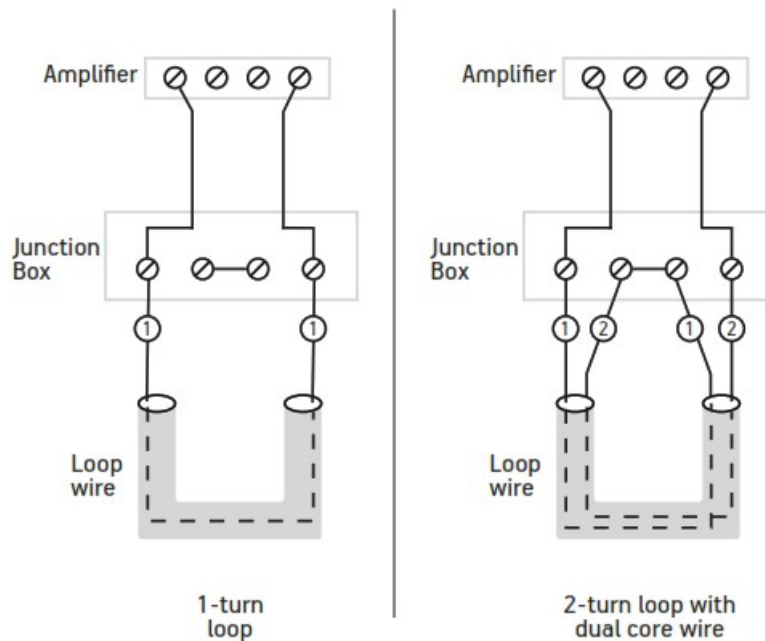 Amplifier
Junction
Box
1
1
Loop
wire
1-turn
loop
Amplifier
Junction
Box
1
2
1
2
Loop
wire
2-turn loop with
dual core wire